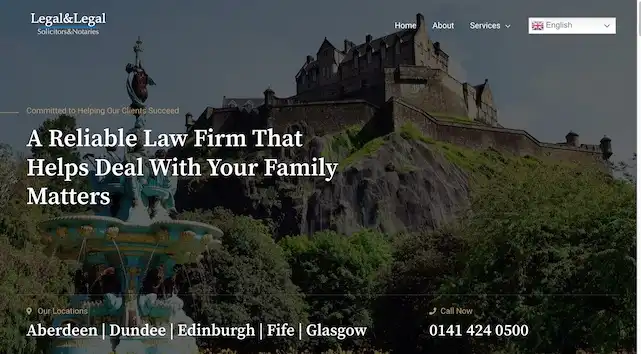 Legal&Legal
Solicitors&Notaries
Home About Services English
Committed to Helping Our Clients Succeed
A Reliable Law Firm That
Helps Deal With Your Family
Matters
Our Locations
Aberdeen | Dundee | Edinburgh | Fife | Glasgow
Call Now
0141 424 0500